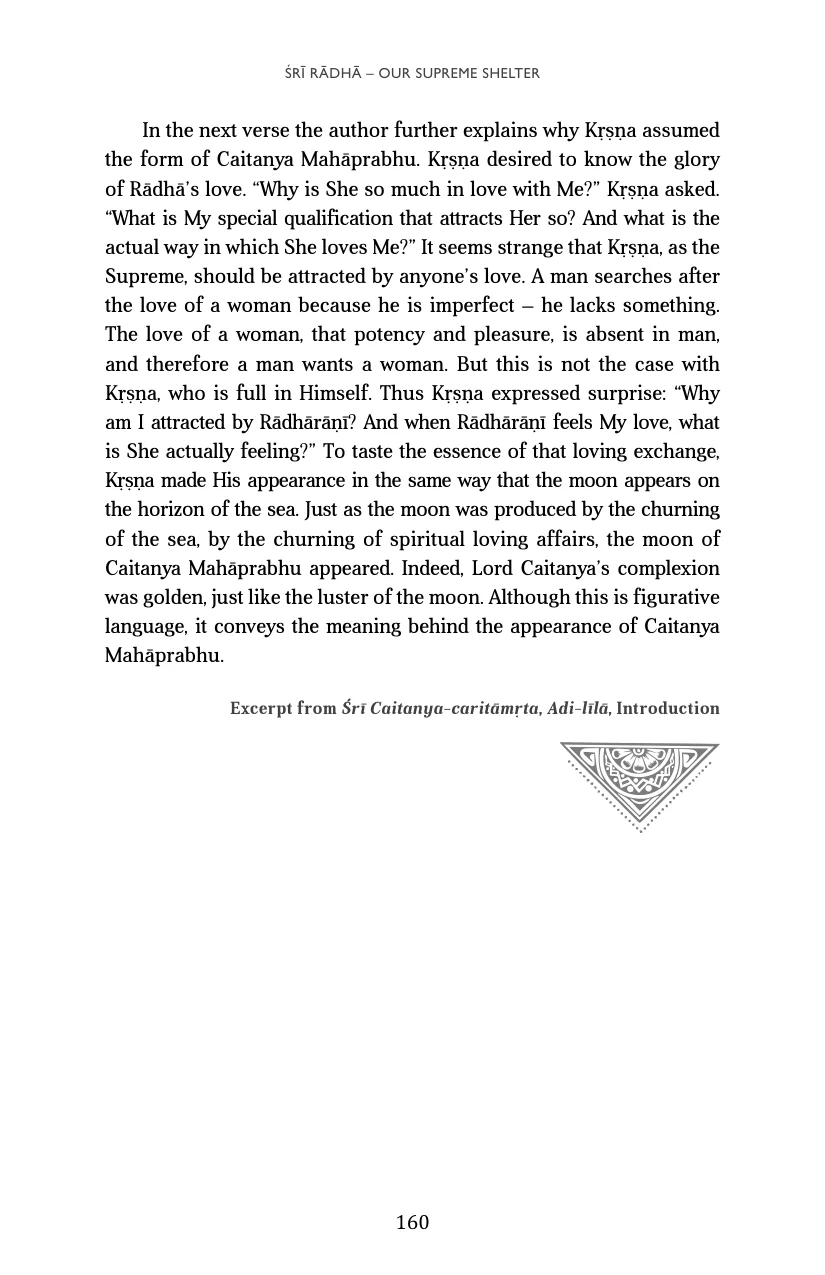 ŚRĪ RĀDHĀ – OUR SUPREME SHELTER
In the next verse the author further explains why Kṛṣṇa assumed
the form of Caitanya Mahāprabhu. Kṛṣṇa desired to know the glory
of Rādhā’s love. “Why is She so much in love with Me?” Kṛṣṇa asked.
“What is My special qualification that attracts Her so? And what is the
actual way in which She loves Me?” It seems strange that Kṛṣṇa, as the
Supreme, should be attracted by anyone’s love. A man searches after
the love of a woman because he is imperfect – he lacks something.
The love of a woman, that potency and pleasure, is absent in man,
and therefore a man wants a woman. But this is not the case with
Kṛṣṇa, who is full in Himself. Thus Kṛṣṇa expressed surprise: “Why
am I attracted by Rādhārāṇī? And when Rādhārāṇī feels My love, what
is She actually feeling?” To taste the essence of that loving exchange,
Kṛṣṇa made His appearance in the same way that the moon appears on
the horizon of the sea. Just as the moon was produced by the churning
of the sea, by the churning of spiritual loving affairs, the moon of
Caitanya Mahāprabhu appeared. Indeed, Lord Caitanya’s complexion
was golden, just like the luster of the moon. Although this is figurative
language, it conveys the meaning behind the appearance of Caitanya
Mahāprabhu.
Excerpt from Śrī Caitanya-caritāmṛta, Adi-līlā, Introduction
160